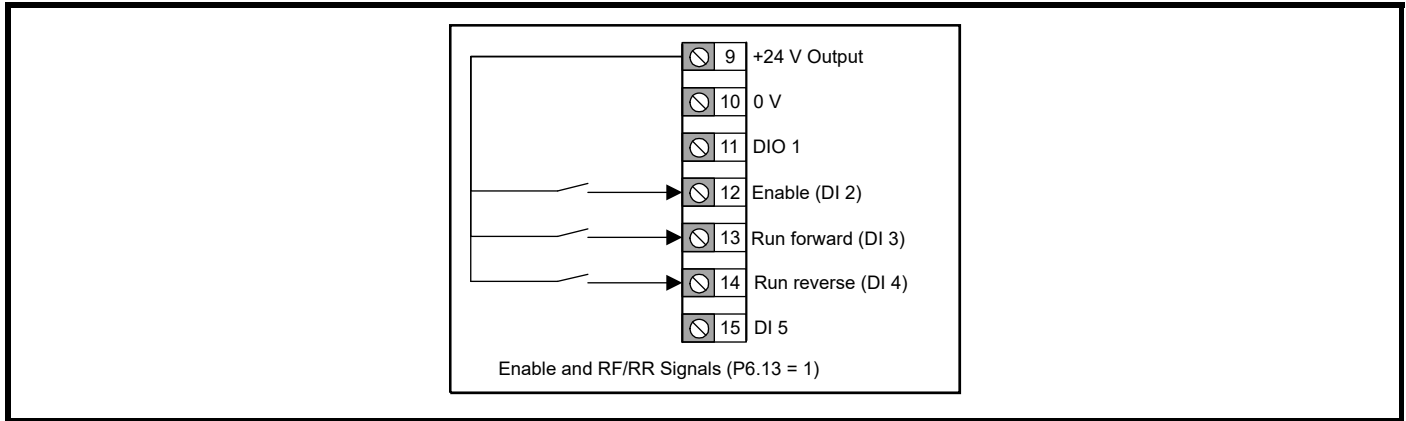 9 +24 V Output
10 0 V
11 DIO 1
12 Enable (DI 2)
13 Run forward (DI 3)
14 Run reverse (DI 4)
15 DI 5
Enable and RF/RR Signals (P6.13 = 1)